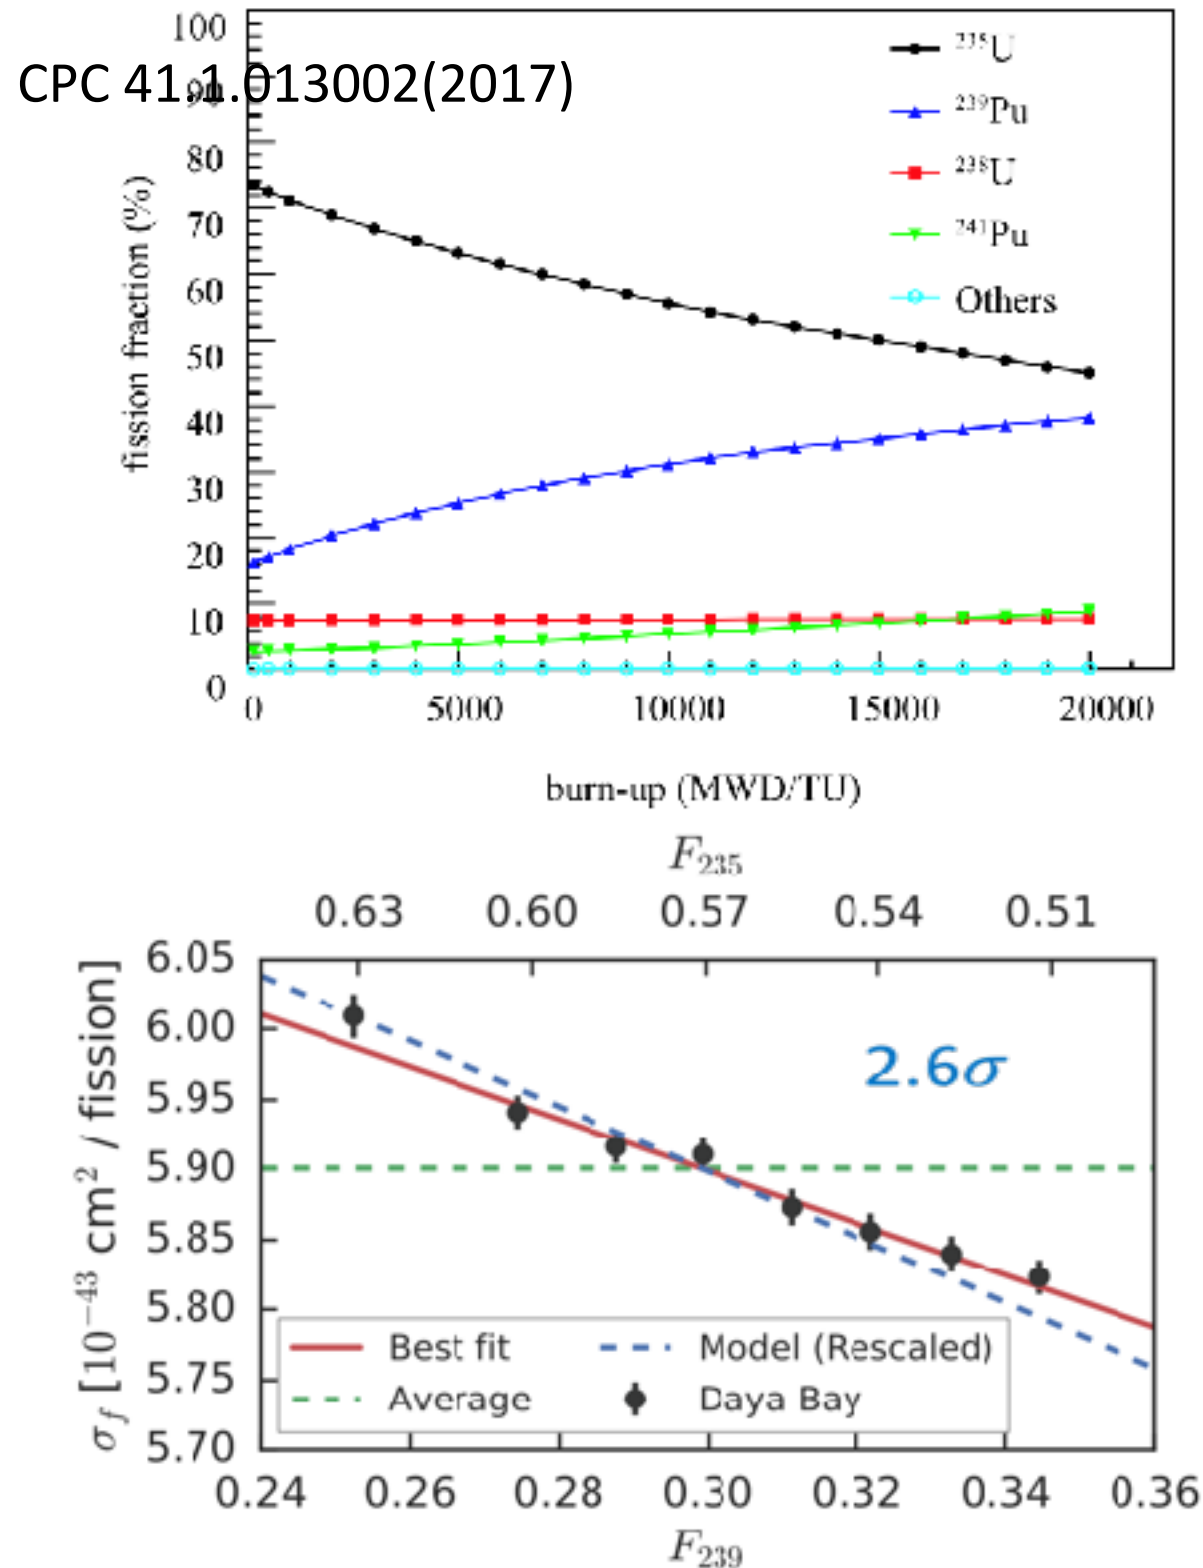 CPC 41.1.013002(2017)
100
90
80
70
60
50
40
30
20
10
0
fission fraction (%)
²³⁵U
²³⁹Pu
²³⁸U
²⁴¹Pu
Others
0 5000 10000 15000 20000
burn-up (MWD/TU)
F₂₃₅
0.63 0.60 0.57 0.54 0.51
6.05
6.00
5.95
5.90
5.85
5.80
5.75
5.70
σ_f [10⁻⁴³ cm² / fission]
2.6σ
Best fit Model (Rescaled)
Average Daya Bay
0.24 0.26 0.28 0.30 0.32 0.34 0.36
F₂₃₉